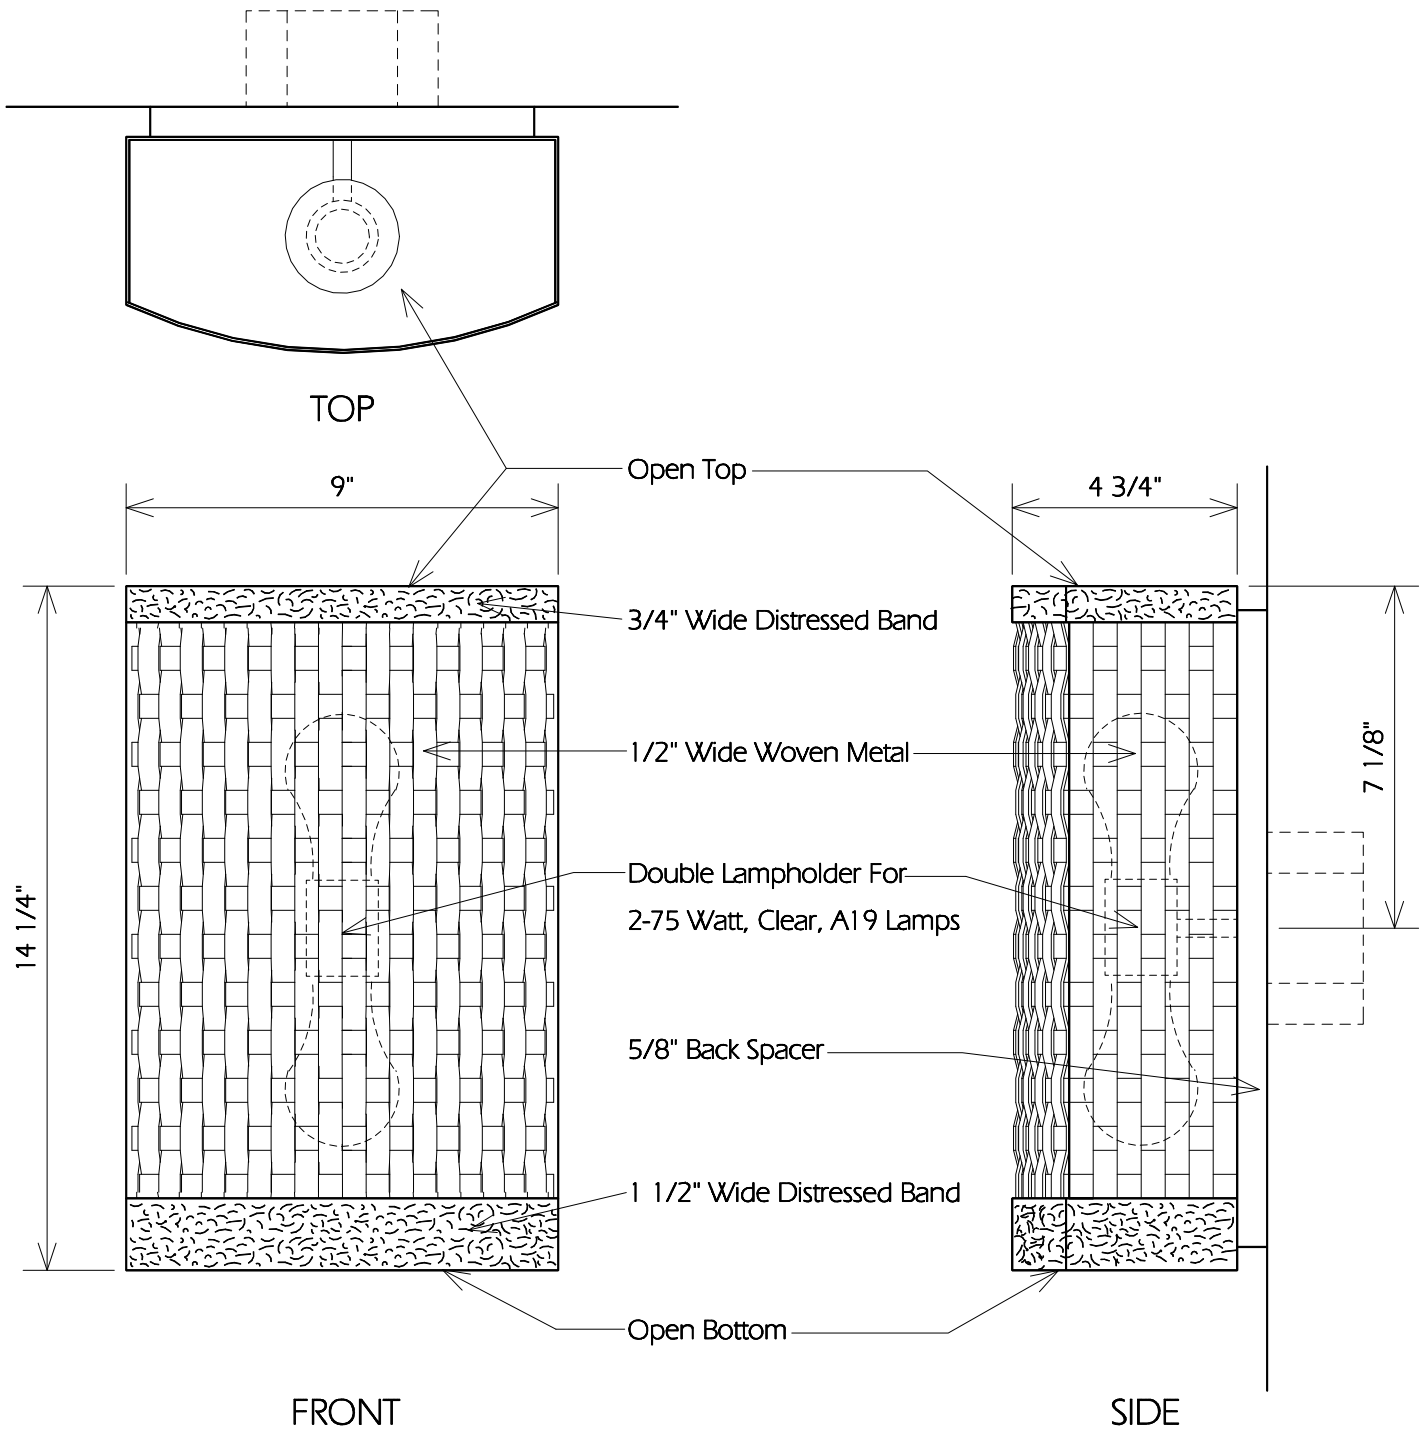 TOP
Open Top
9"
4 3/4"
3/4" Wide Distressed Band
1/2" Wide Woven Metal
7 1/8"
Double Lampholder For
2-75 Watt, Clear, A19 Lamps
14 1/4"
5/8" Back Spacer
1 1/2" Wide Distressed Band
Open Bottom
FRONT
SIDE